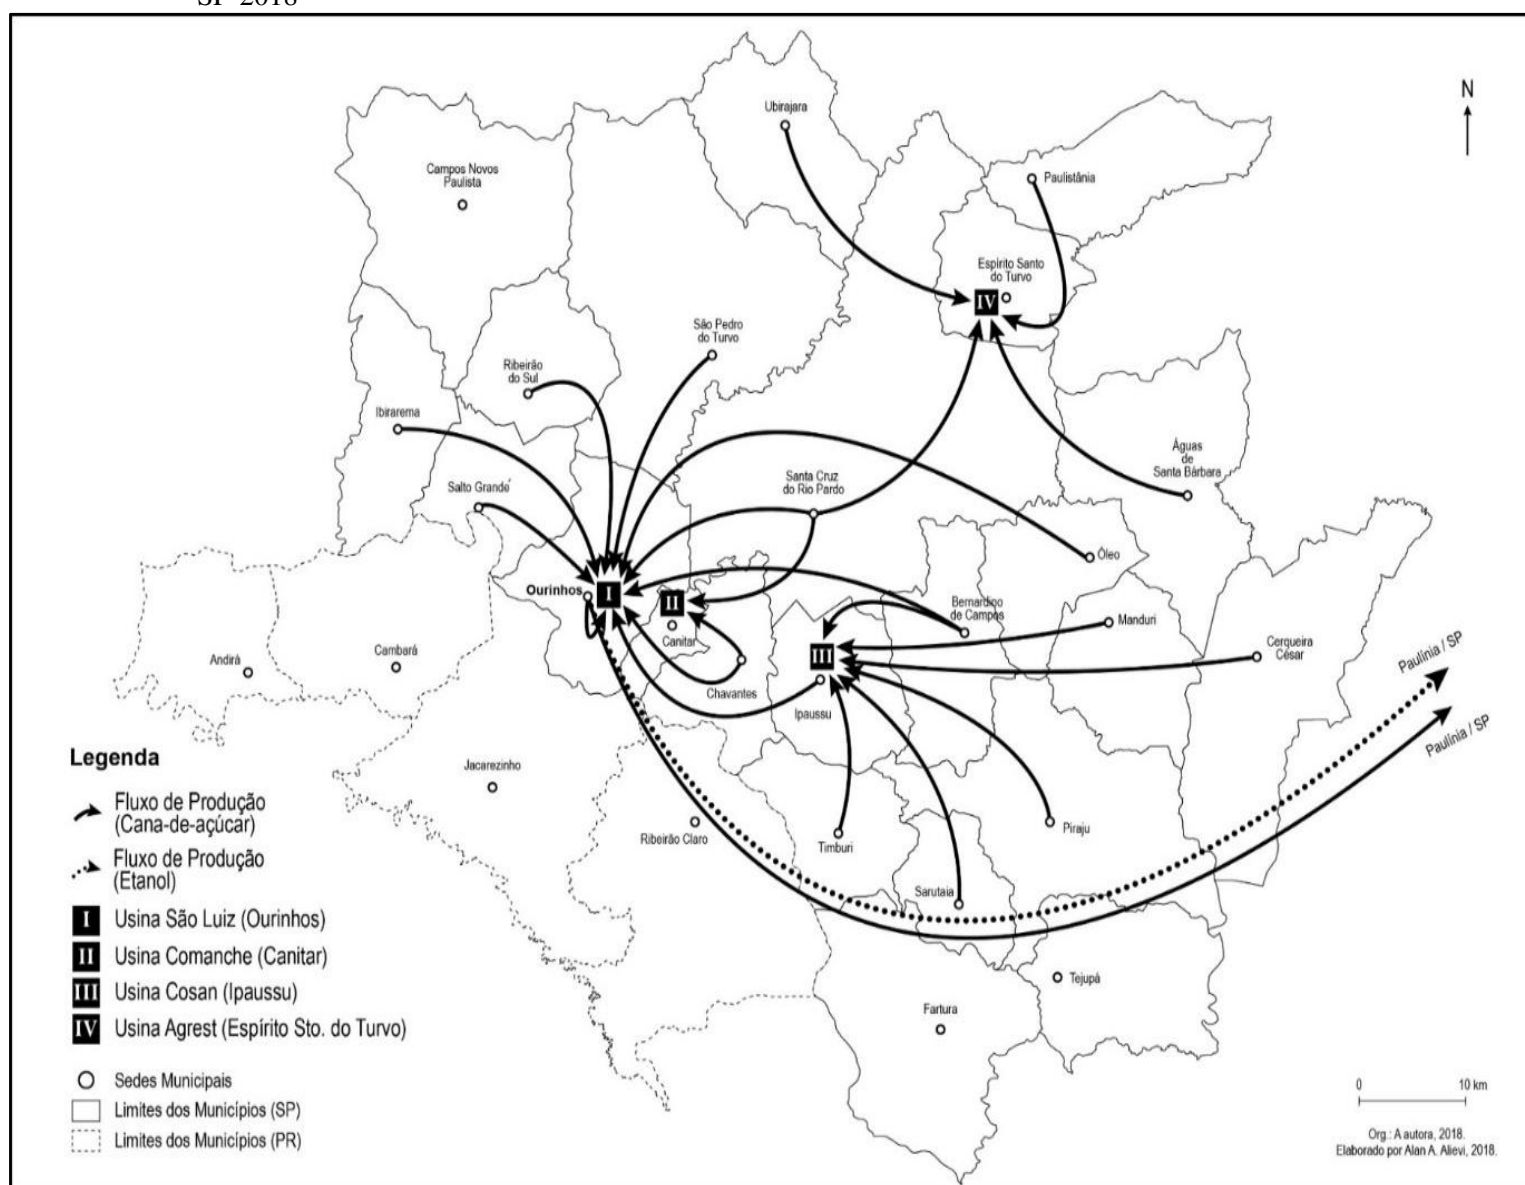 SP 2018
N
Ubirajara
Campos Novos
Paulista
Paulistânia
Espírito Santo
do Turvo
IV
São Pedro
do Turvo
Ribeirão
do Sul
Ibirarema
Águas
de
Santa Bárbara
Salto Grande
Santa Cruz
do Rio Pardo
Óleo
Ourinhos
I
II
Canitar
Bernardino
de Campos
Manduri
Cerqueira
César
Andirá
Cambará
III
Chavantes
Ipaussu
Paulínia / SP
Paulínia / SP
Jacarezinho
Ribeirão Claro
Timburi
Piraju
Sarutaia
Tejupá
Fartura
Legenda
Fluxo de Produção
(Cana-de-açúcar)
Fluxo de Produção
(Etanol)
I Usina São Luiz (Ourinhos)
II Usina Comanche (Canitar)
III Usina Cosan (Ipaussu)
IV Usina Agrest (Espírito Sto. do Turvo)
Sedes Municipais
Limites dos Municípios (SP)
Limites dos Municípios (PR)
0 10 km
Org.: A autora, 2018.
Elaborado por Alan A. Alievi, 2018.